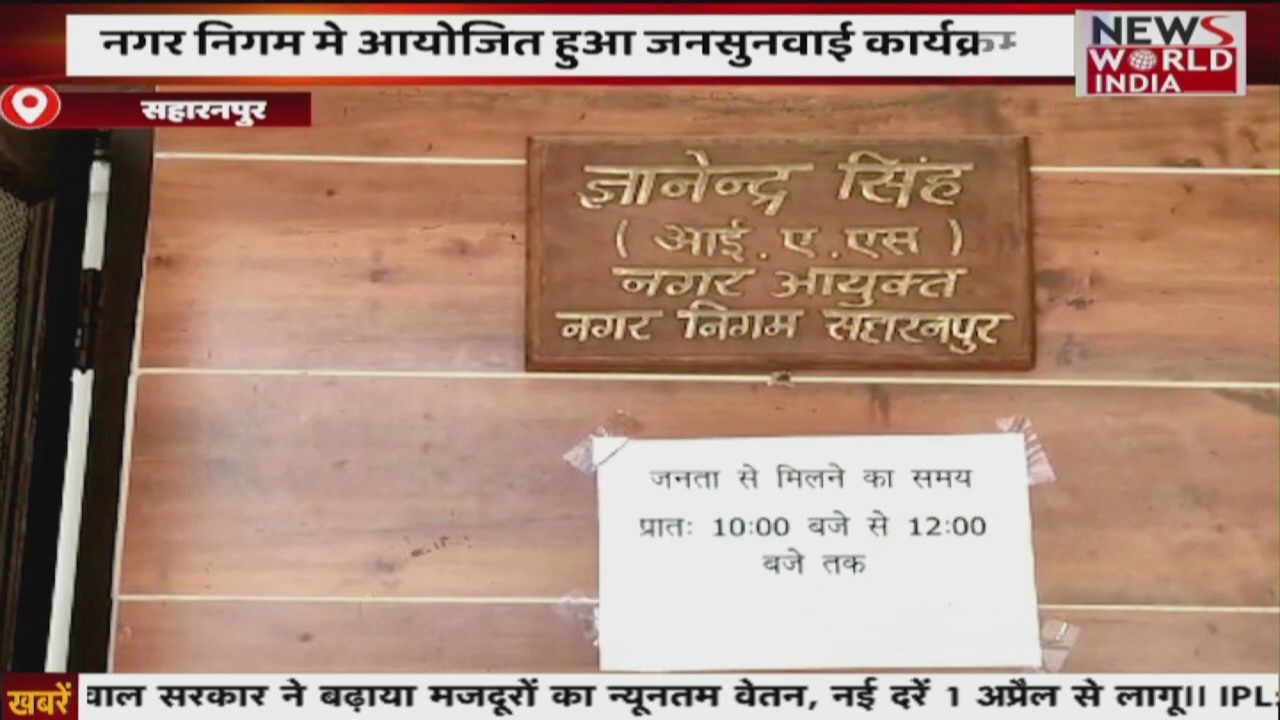 नगर निगम मे आयोजित हुआ जनसुनवाई कार्यक्रम
NEWS
WORLD
INDIA
सहारनपुर
ज्ञानेन्द्र सिंह
( आई . ए . एस )
नगर आयुक्त
नगर निगम सहारनपुर
जनता से मिलने का समय
प्रातः 10:00 बजे से 12:00
बजे तक
खबरें
वाल सरकार ने बढ़ाया मजदूरों का न्यूनतम वेतन, नई दरें 1 अप्रैल से लागू।। IPL